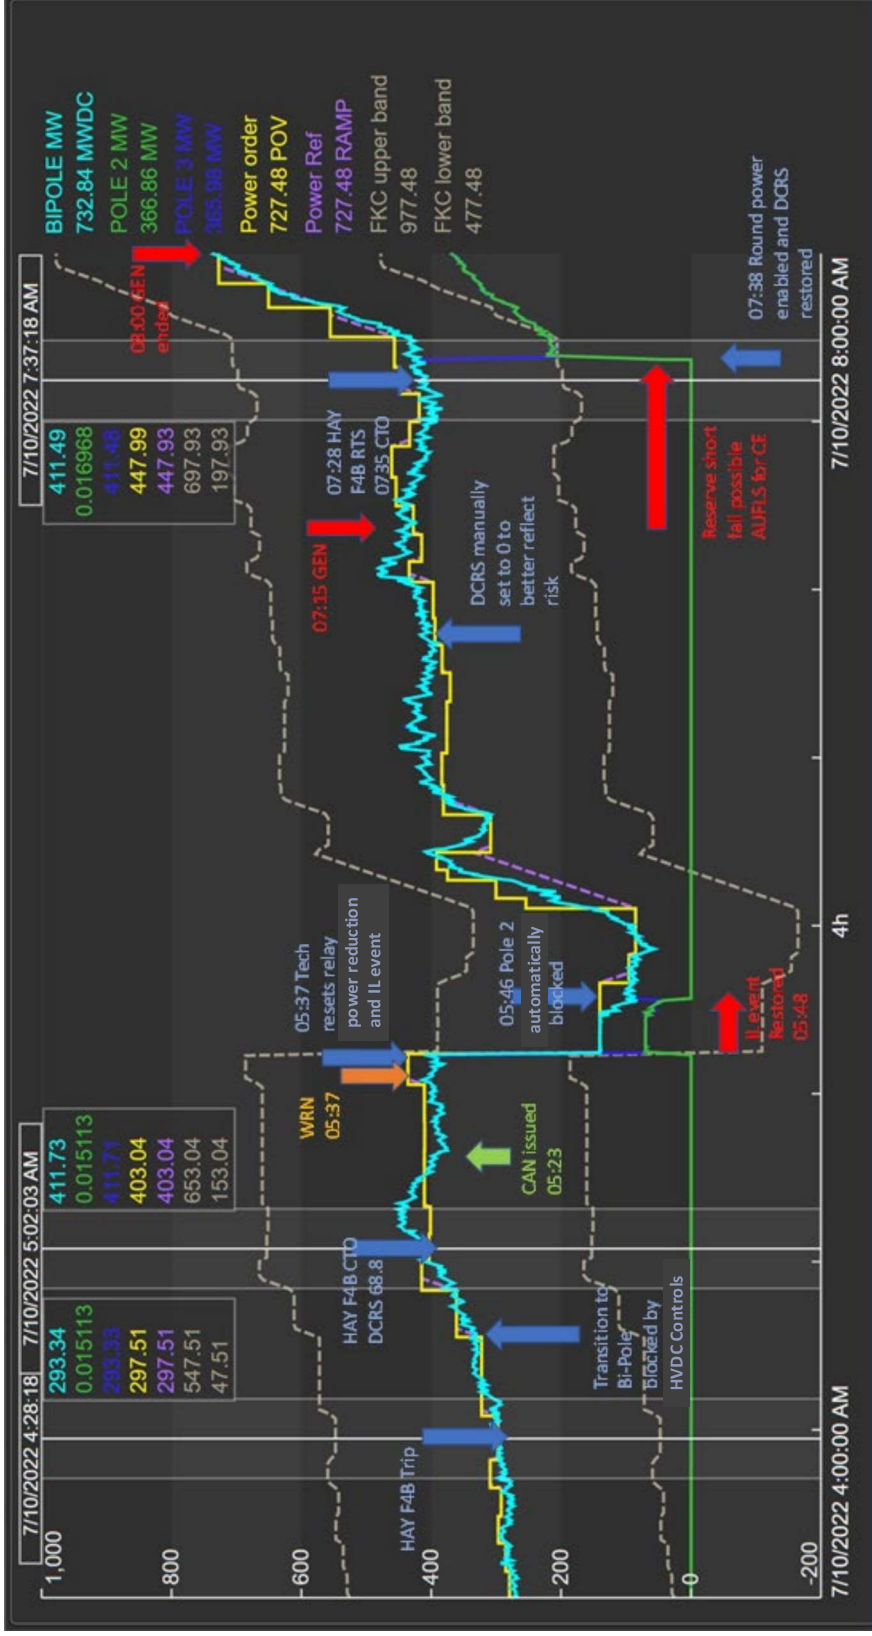 7/10/2022 4:28:18
7/10/2022 5:02:03 AM
7/10/2022 7:37:18 AM
293.34
0.015113
293.33
297.51
297.51
547.51
47.51
411.73
0.015113
411.71
403.04
403.04
653.04
153.04
411.49
0.016968
411.48
447.99
447.93
697.93
197.93
BIPOLE MW
732.84 MWDC
POLE 2 MW
366.86 MW
POLE 3 MW
365.98 MW
Power order
727.48 POV
Power Ref
727.48 RAMP
FKC upper band
977.48
FKC lower band
477.48
1,000
800
600
400
200
0
-200
HAY F4B Trip
HAY F4B CTO
DCRS 68.8
Transition to
Bi-Pole
blocked by
HVDC Controls
WRN
05:37
CAN issued
05:23
05:37 Tech
resets relay
power reduction
and IL event
05:46 Pole 2
automatically
blocked
IL event
Restored
05:48
DCRS manually
set to 0 to
better reflect
risk
07:15 GEN
07:28 HAY
F4B RTS
0735 CTO
08:00 GEN
ended
Reserve short
fall possible
AUFLS for CE
07:38 Round power
enabled and DCRS
restored
7/10/2022 4:00:00 AM
4h
7/10/2022 8:00:00 AM